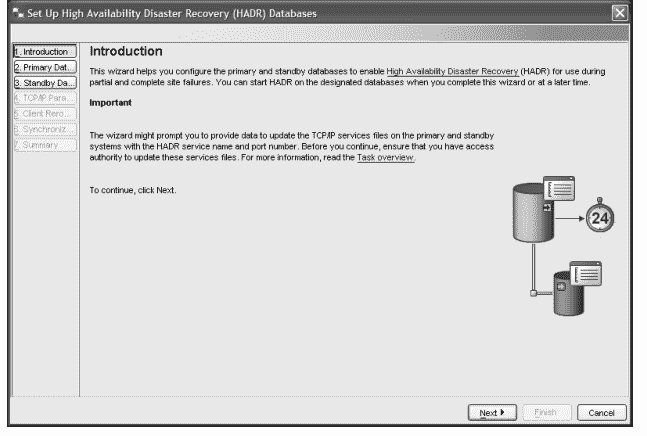 Set Up High Availability Disaster Recovery (HADR) Databases
1. Introduction
2. Primary Dat...
3. Standby Da...
4. TCP/IP Para...
5. Client Rero...
6. Synchroniz...
7. Summary
Introduction
This wizard helps you configure the primary and standby databases to enable High Availability Disaster Recovery (HADR) for use during
partial and complete site failures. You can start HADR on the designated databases when you complete this wizard or at a later time.
Important
The wizard might prompt you to provide data to update the TCP/IP services files on the primary and standby
systems with the HADR service name and port number. Before you continue, ensure that you have access
authority to update these services files. For more information, read the Task overview.
To continue, click Next.
24
Next
Finish
Cancel